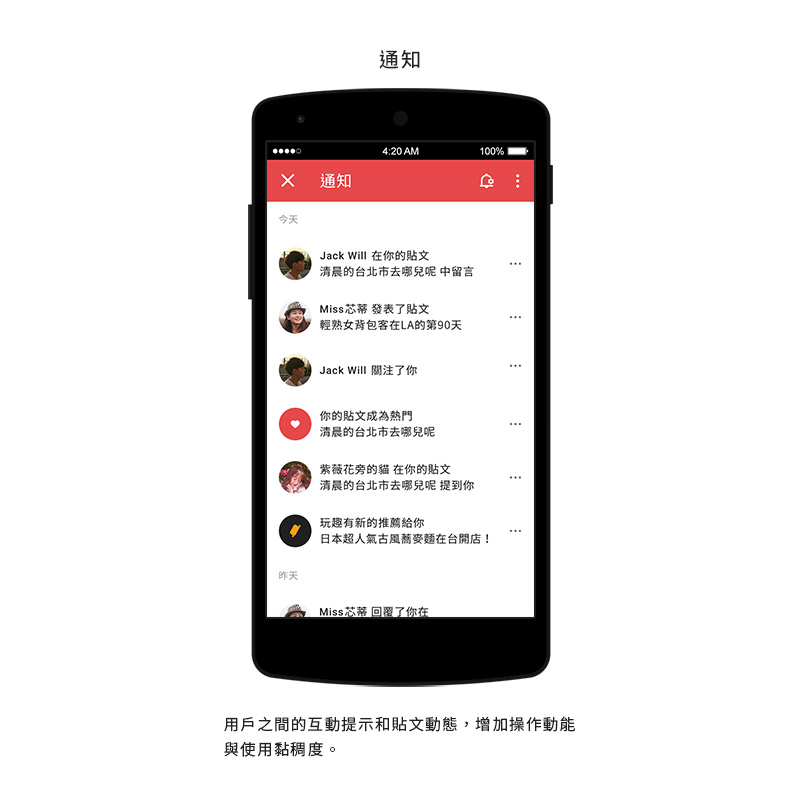 通知
4:20 AM 100%
通知
今天
Jack Will 在你的貼文
清晨的台北市去哪兒呢 中留言
Miss芯蒂 發表了貼文
輕熟女背包客在LA的第90天
Jack Will 關注了你
你的貼文成為熱門
清晨的台北市去哪兒呢
紫薇花旁的貓 在你的貼文
清晨的台北市去哪兒呢 提到你
玩趣有新的推薦給你
日本超人氣古風蕎麥麵在台開店！
昨天
Miss芯蒂 回覆了你在
用戶之間的互動提示和貼文動態，增加操作動能
與使用黏稠度。